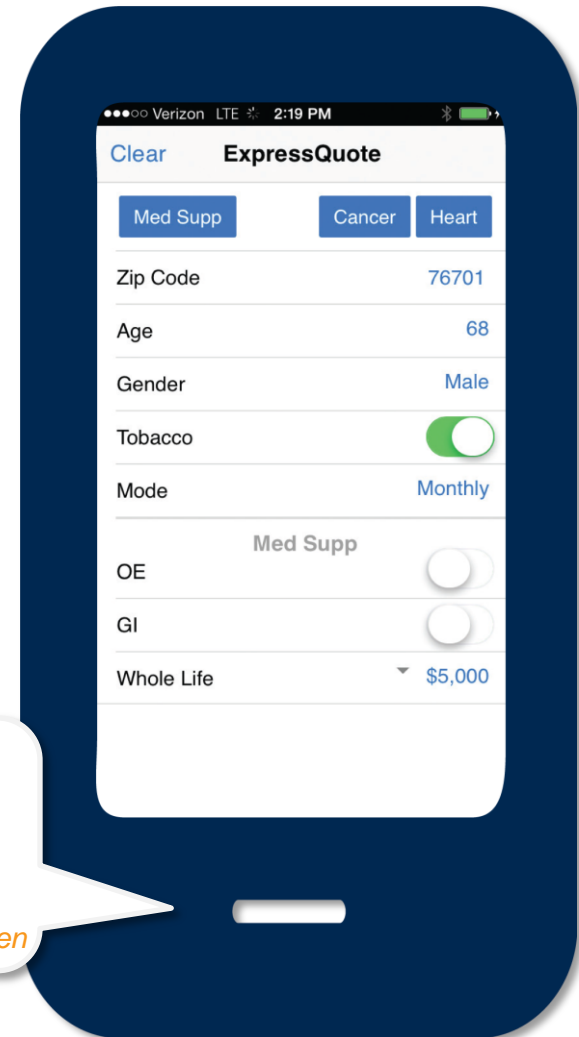 Verizon LTE 2:19 PM
Clear ExpressQuote
Med Supp Cancer Heart
Zip Code 76701
Age 68
Gender Male
Tobacco
Mode Monthly
Med Supp
OE
GI
Whole Life $5,000
en